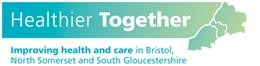 Healthier Together
Improving health and care in Bristol,
North Somerset and South Gloucestershire